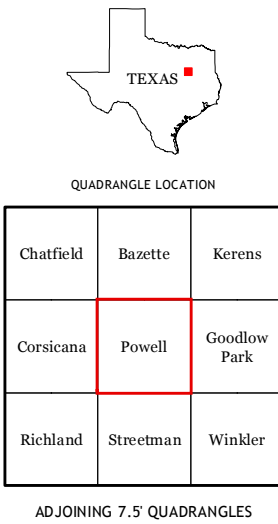 TEXAS
QUADRANGLE LOCATION
Chatfield Bazette Kerens
Corsicana Powell Goodlow
Park
Richland Streetman Winkler
ADJOINING 7.5' QUADRANGLES